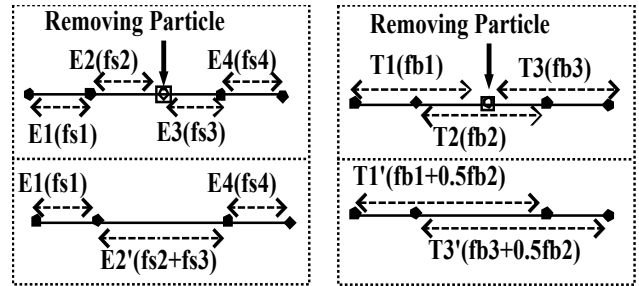 Removing Particle
E2(fs2)
E4(fs4)
E1(fs1)
E3(fs3)
E1(fs1)
E4(fs4)
E2'(fs2+fs3)
Removing Particle
T1(fb1)
T3(fb3)
T2(fb2)
T1'(fb1+0.5fb2)
T3'(fb3+0.5fb2)